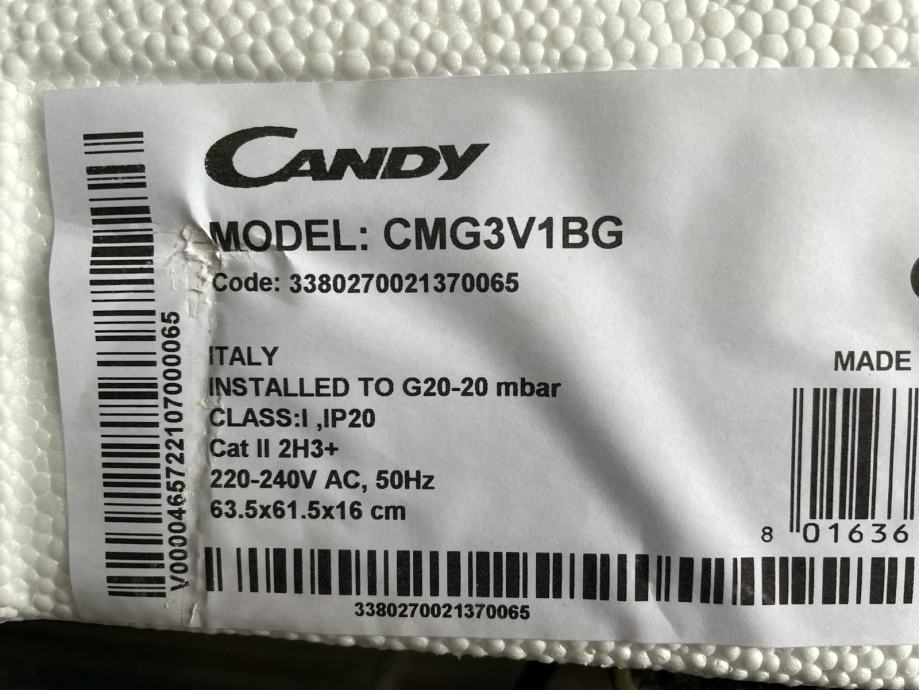 CANDY
MODEL: CMG3V1BG
Code: 3380270021370065
ITALY
INSTALLED TO G20-20 mbar
CLASS:I ,IP20
Cat II 2H3+
220-240V AC, 50Hz
63.5x61.5x16 cm
MADE
8 01636
3380270021370065
V0000465722107000065